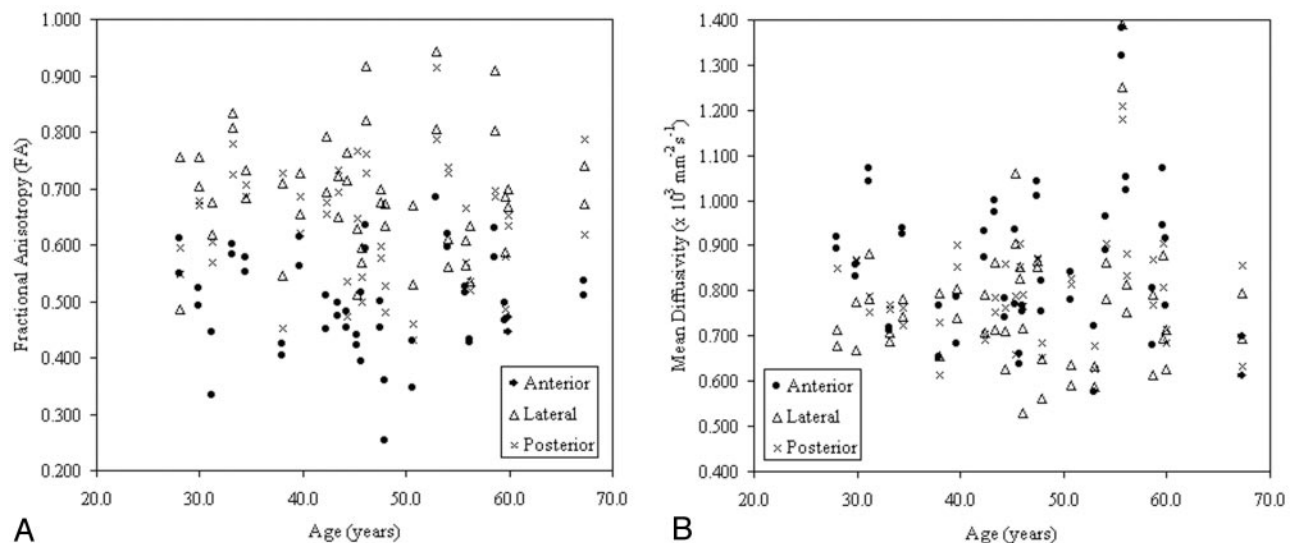 1.000
0.900
0.800
0.700
0.600
0.500
0.400
0.300
0.200
Fractional Anisotropy (FA)
Anterior
Lateral
Posterior
20.0 30.0 40.0 50.0 60.0 70.0
Age (years)
A
1.400
1.300
1.200
1.100
1.000
0.900
0.800
0.700
0.600
0.500
0.400
Mean Diffusivity (x 10³ mm⁻² s⁻¹)
Anterior
Lateral
Posterior
20.0 30.0 40.0 50.0 60.0 70.0
Age (years)
B